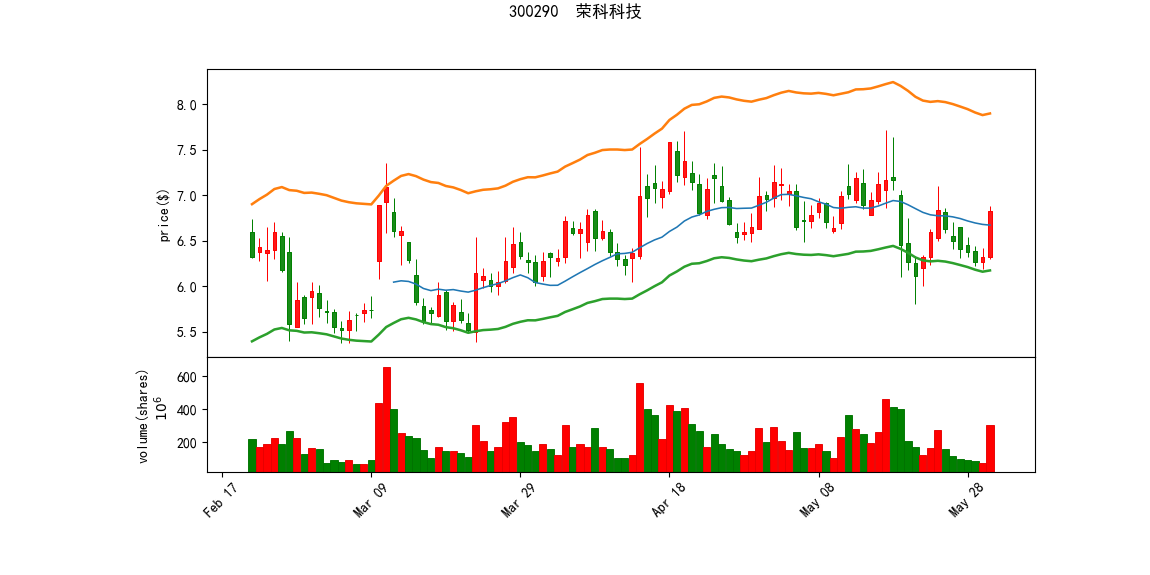 300290 荣科科技
price($)
8.0
7.5
7.0
6.5
6.0
5.5
volume(shares)
10^6
600
400
200
Feb 17
Mar 09
Mar 29
Apr 18
May 08
May 28